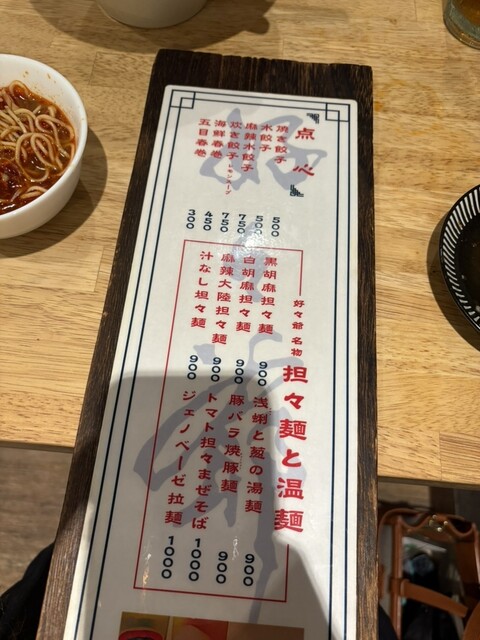 点心
焼き餃子 500
水餃子 500
麻辣水餃子 750
炊き餃子 750
海鮮春巻 450
五目春巻 300
好々爺 名物 担々麺と温麺
黒胡麻担々麺 900
白胡麻担々麺 900
麻辣大陸担々麺 900
汁なし担々麺 900
浅蜊と葱の湯麺 900
豚バラ焼豚麺 900
トマト担々まぜそば 1000
ジェノベーゼ拉麺 1000